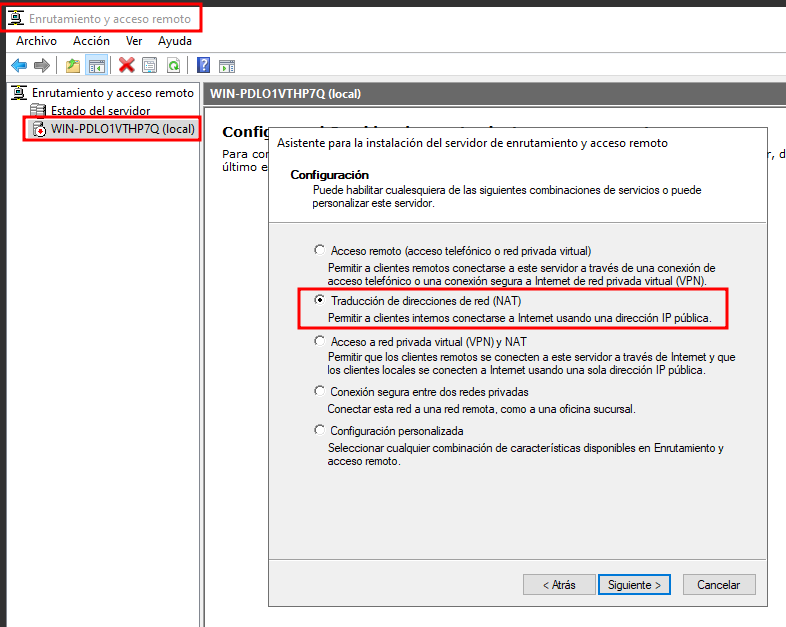 Enrutamiento y acceso remoto
Archivo Acción Ver Ayuda
Enrutamiento y acceso remoto
Estado del servidor
WIN-PDLO1VTHP7Q (local)
WIN-PDLO1VTHP7Q (local)
Para
último
Asistente para la instalación del servidor de enrutamiento y acceso remoto
Configuración
Puede habilitar cualesquiera de las siguientes combinaciones de servicios o puede
personalizar este servidor.
Acceso remoto (acceso telefónico o red privada virtual)
Permitir a clientes remotos conectarse a este servidor a través de una conexión de
acceso telefónico o una conexión segura a Internet de red privada virtual (VPN).
Traducción de direcciones de red (NAT)
Permitir a clientes internos conectarse a Internet usando una dirección IP pública.
Acceso a red privada virtual (VPN) y NAT
Permitir que los clientes remotos se conecten a este servidor a través de Internet y que
los clientes locales se conecten a Internet usando una sola dirección IP pública.
Conexión segura entre dos redes privadas
Conectar esta red a una red remota, como a una oficina sucursal.
Configuración personalizada
Seleccionar cualquier combinación de características disponibles en Enrutamiento y
acceso remoto.
< Atrás Siguiente > Cancelar